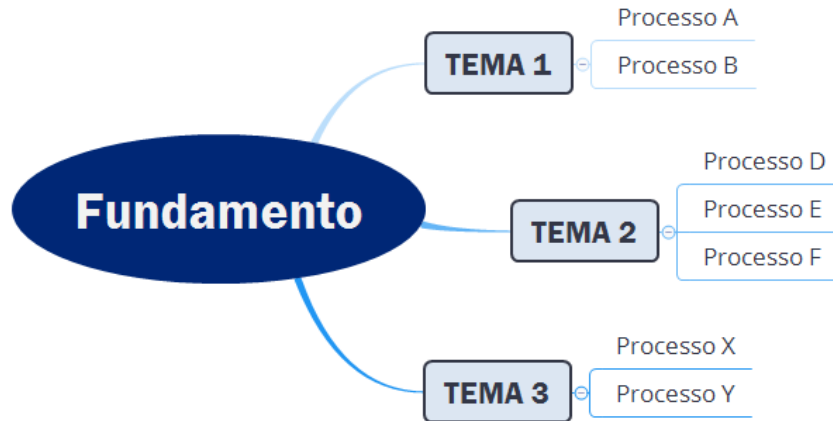 Fundamento
TEMA 1
Processo A
Processo B
TEMA 2
Processo D
Processo E
Processo F
TEMA 3
Processo X
Processo Y